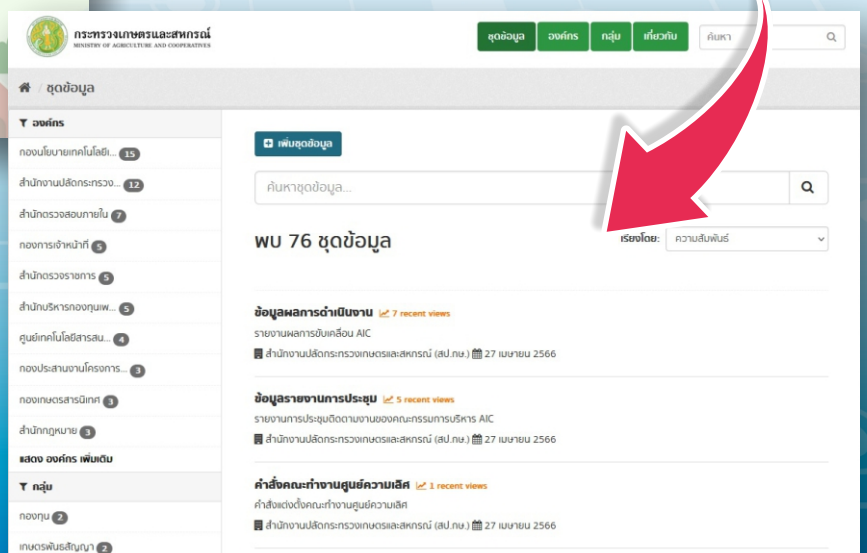 กระทรวงเกษตรและสหกรณ์
MINISTRY OF AGRICULTURE AND COOPERATIVES
ชุดข้อมูล องค์กร กลุ่ม เกี่ยวกับ ค้นหา
/ ชุดข้อมูล
องค์กร
กองนโยบายเทคโนโลยีเ... 15
สำนักงานปลัดกระทรวง... 12
สำนักตรวจสอบภายใน 7
กองการเจ้าหน้าที่ 5
สำนักตรวจราชการ 5
สำนักบริหารกองทุนเพ... 5
ศูนย์เทคโนโลยีสารสน... 4
กองประสานงานโครงการ... 3
กองเกษตรสารนิเทศ 3
สำนักกฎหมาย 3
แสดง องค์กร เพิ่มเติม
กลุ่ม
กองทุน 2
เกษตรพันธสัญญา 2
เพิ่มชุดข้อมูล
ค้นหาชุดข้อมูล...
พบ 76 ชุดข้อมูล
เรียงโดย: ความสัมพันธ์
ข้อมูลผลการดำเนินงาน 7 recent views
รายงานผลการขับเคลื่อน AIC
สำนักงานปลัดกระทรวงเกษตรและสหกรณ์ (สป.กษ.) 27 เมษายน 2566
ข้อมูลรายงานการประชุม 5 recent views
รายงานการประชุมติดตามงานของคณะกรรมการบริหาร AIC
สำนักงานปลัดกระทรวงเกษตรและสหกรณ์ (สป.กษ.) 27 เมษายน 2566
คำสั่งคณะทำงานศูนย์ความเลิศ 1 recent views
คำสั่งแต่งตั้งคณะทำงานศูนย์ความเลิศ
สำนักงานปลัดกระทรวงเกษตรและสหกรณ์ (สป.กษ.) 27 เมษายน 2566